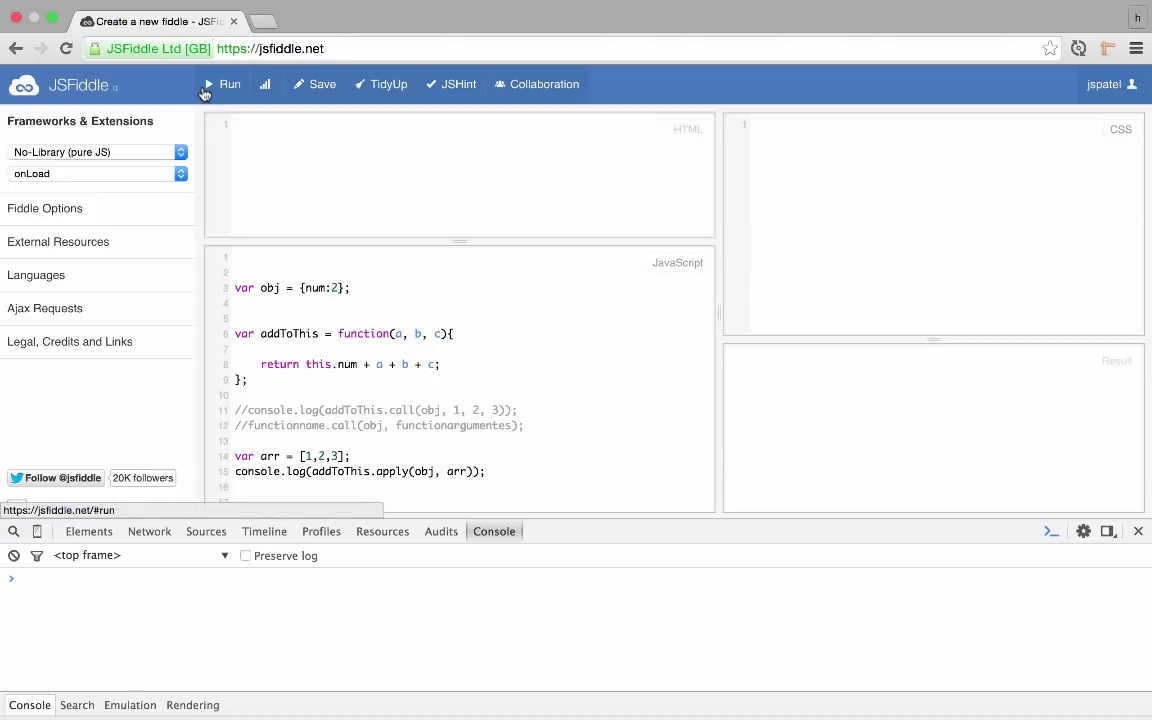 Create a new fiddle - JSFi
h
JSFiddle Ltd [GB] https://jsfiddle.net
JSFiddle α Run Save TidyUp JSHint Collaboration jspatel
Frameworks & Extensions
No-Library (pure JS)
onLoad
Fiddle Options
External Resources
Languages
Ajax Requests
Legal, Credits and Links
Follow @jsfiddle 20K followers
https://jsfiddle.net/#run
1 HTML
1 CSS
JavaScript
1
2
3 var obj = {num:2};
4
5
6 var addToThis = function(a, b, c){
7
8 return this.num + a + b + c;
9 };
10
11 //console.log(addToThis.call(obj, 1, 2, 3));
12 //functionname.call(obj, functionargumentes);
13
14 var arr = [1,2,3];
15 console.log(addToThis.apply(obj, arr));
16
17
Result
Elements Network Sources Timeline Profiles Resources Audits Console
<top frame> Preserve log
Console Search Emulation Rendering